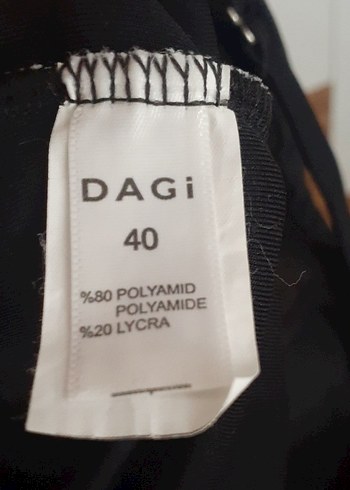 DAGi
40
%80 POLYAMID
POLYAMIDE
%20 LYCRA